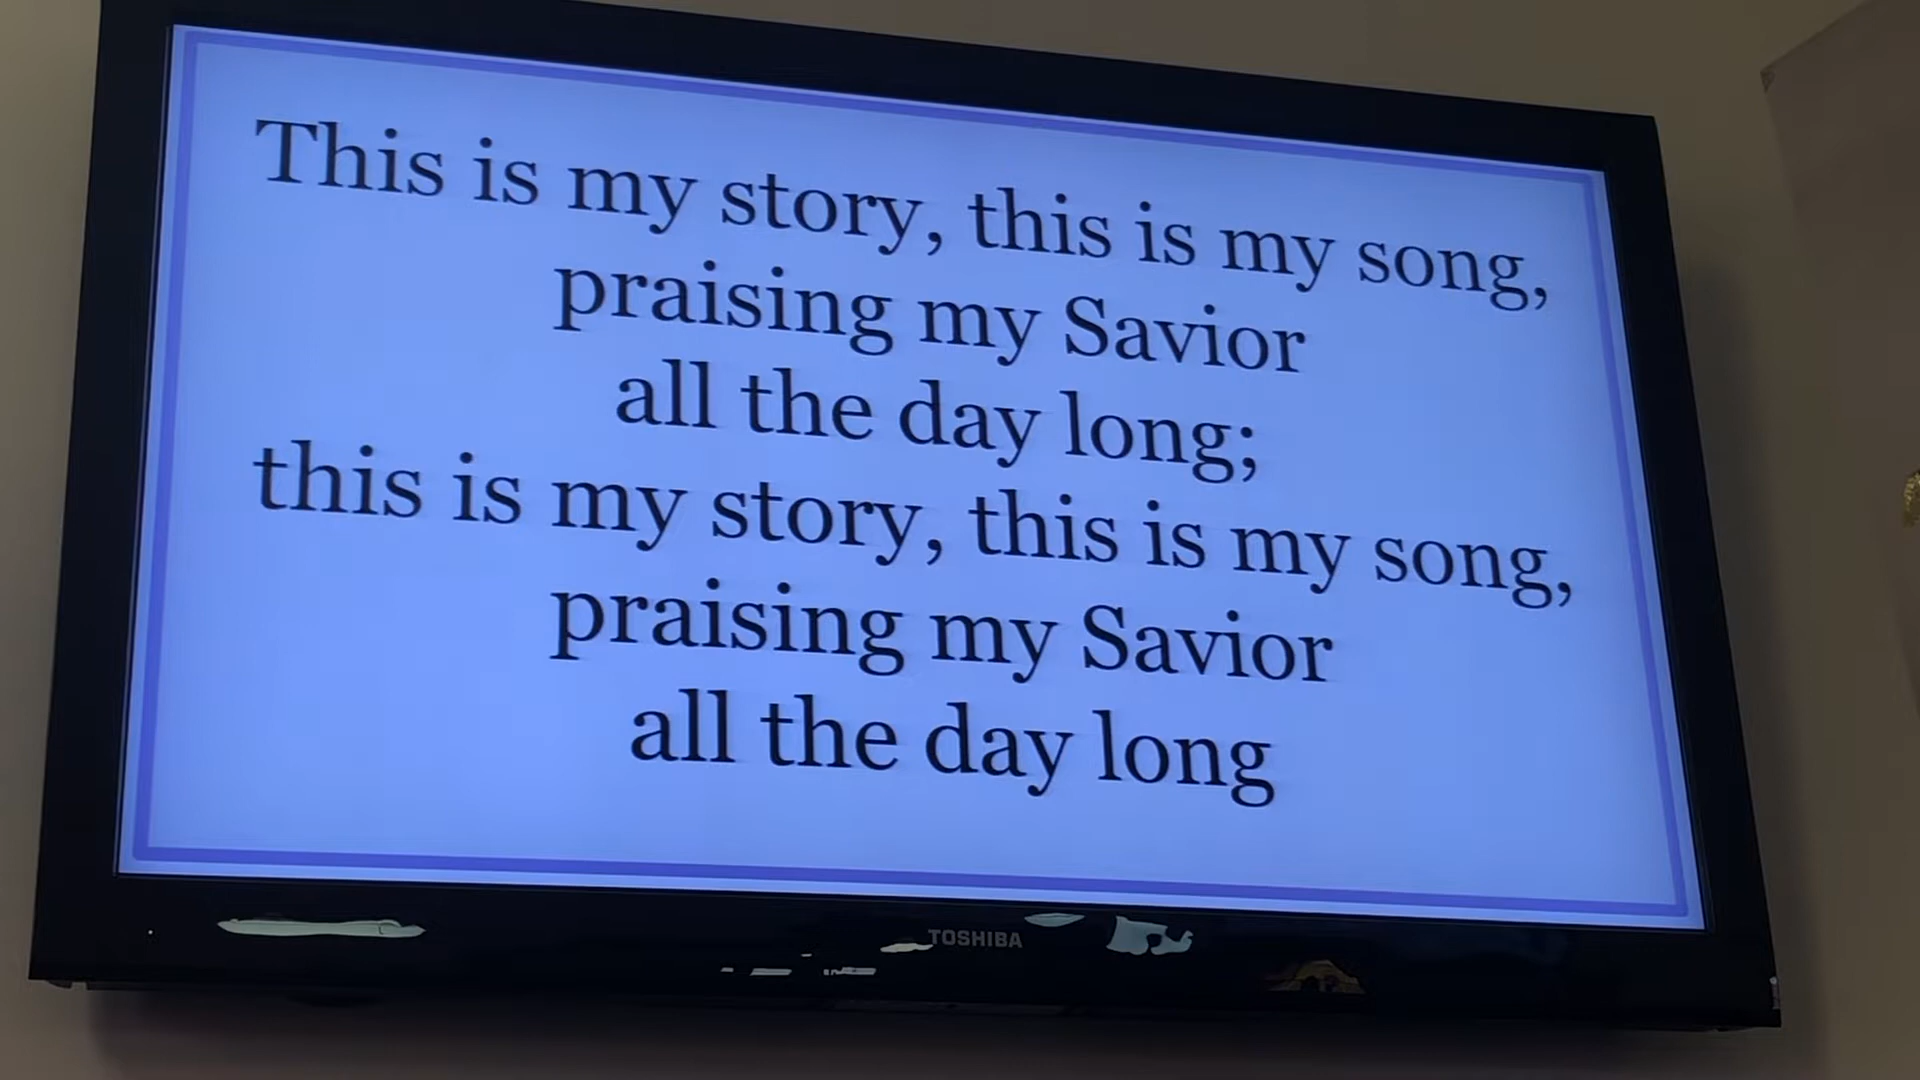 This is my story, this is my song,
praising my Savior
all the day long;
this is my story, this is my song,
praising my Savior
all the day long
TOSHIBA